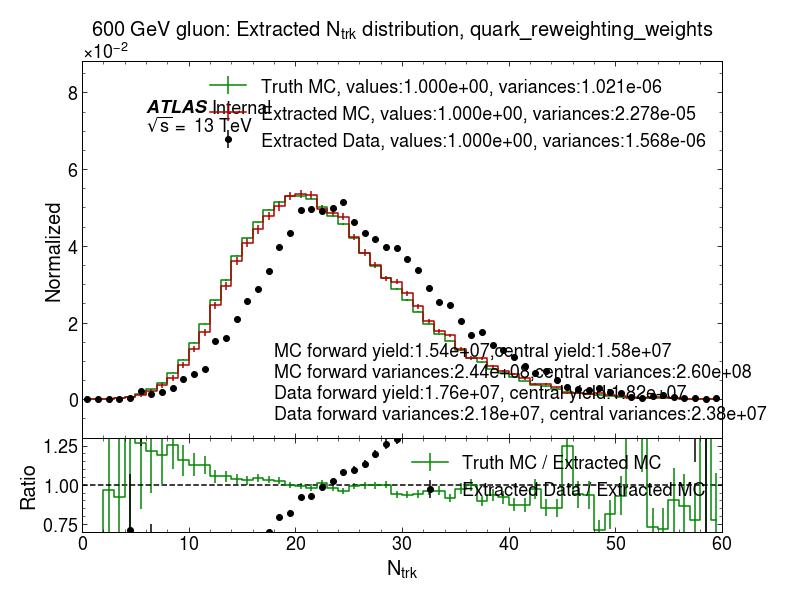 600 GeV gluon: Extracted N_trk distribution, quark_reweighting_weights
×10⁻²
Truth MC, values:1.000e+00, variances:1.021e-06
ATLAS Internal
Extracted MC, values:1.000e+00, variances:2.278e-05
√s = 13 TeV
Extracted Data, values:1.000e+00, variances:1.568e-06
8
6
4
2
0
Normalized
MC forward yield:1.54e+07,central yield:1.58e+07
MC forward variances:2.44e+08,central variances:2.60e+08
Data forward yield:1.76e+07, central yield:1.82e+07
Data forward variances:2.18e+07, central variances:2.38e+07
1.25
1.00
0.75
Ratio
Truth MC / Extracted MC
Extracted Data / Extracted MC
0 10 20 30 40 50 60
N_trk